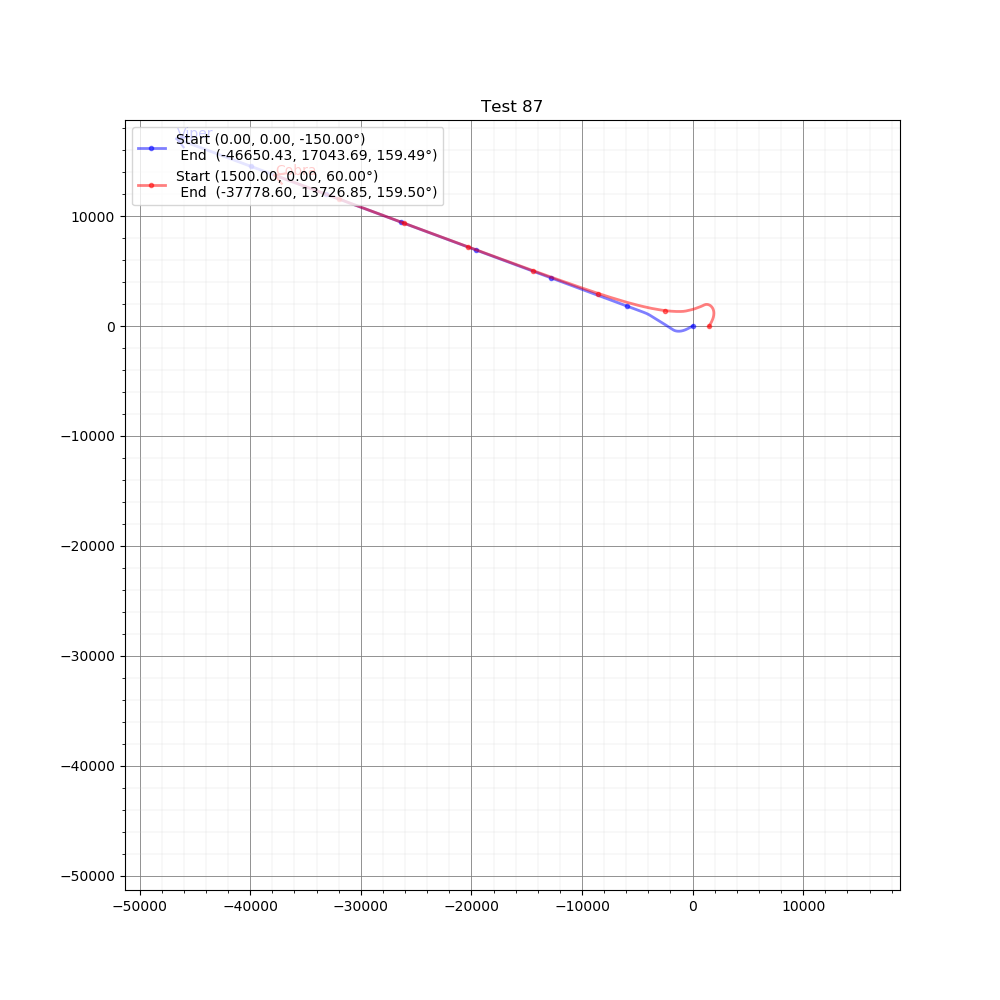 Test 87
Viper
Start (0.00, 0.00, -150.00°)
End (-46650.43, 17043.69, 159.49°)
Cobra
Start (1500.00, 0.00, 60.00°)
End (-37778.60, 13726.85, 159.50°)
10000
0
−10000
−20000
−30000
−40000
−50000
−50000 −40000 −30000 −20000 −10000 0 10000